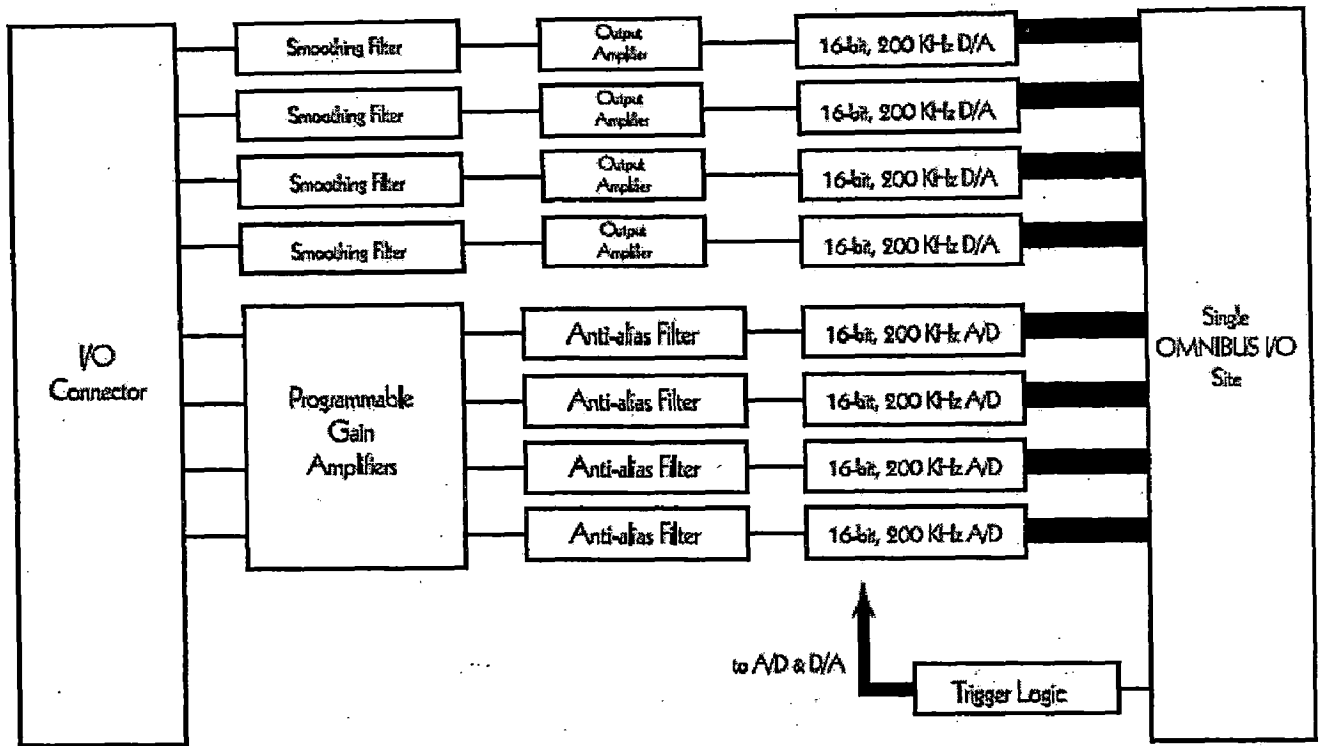 Smoothing Filter
Output
Amplifier
16-bit, 200 KHz D/A
Smoothing Filter
Output
Amplifier
16-bit, 200 KHz D/A
Smoothing Filter
Output
Amplifier
16-bit, 200 KHz D/A
Smoothing Filter
Output
Amplifier
16-bit, 200 KHz D/A
I/O
Connector
Programmable
Gain
Amplifiers
Anti-alias Filter
16-bit, 200 KHz A/D
Anti-alias Filter
16-bit, 200 KHz A/D
Anti-alias Filter
16-bit, 200 KHz A/D
Anti-alias Filter
16-bit, 200 KHz A/D
Single
OMNIBUS I/O
Site
to A/D & D/A
Trigger Logic